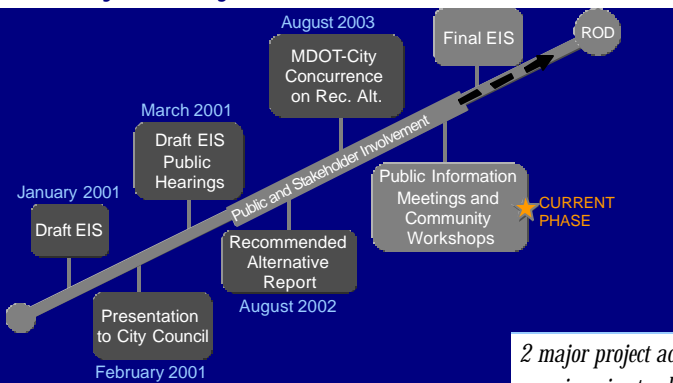 August 2003
MDOT-City
Concurrence
on Rec. Alt.
Final EIS
ROD
March 2001
Draft EIS
Public
Hearings
Public and Stakeholder Involvement
January 2001
Draft EIS
Public Information
Meetings and
Community
Workshops
CURRENT
PHASE
Recommended
Alternative
Report
August 2002
Presentation
to City Council
February 2001
2 major project